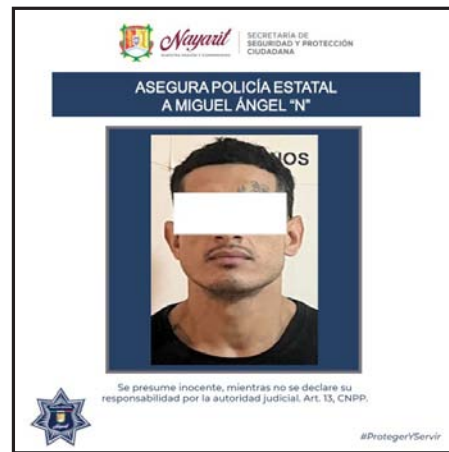 Nayarit
SECRETARÍA DE
SEGURIDAD Y PROTECCIÓN
CIUDADANA
ASEGURA POLICÍA ESTATAL
A MIGUEL ÁNGEL “N”
Se presume inocente, mientras no se declare su
responsabilidad por la autoridad judicial. Art. 13, CNPP.
#ProtegerYServir